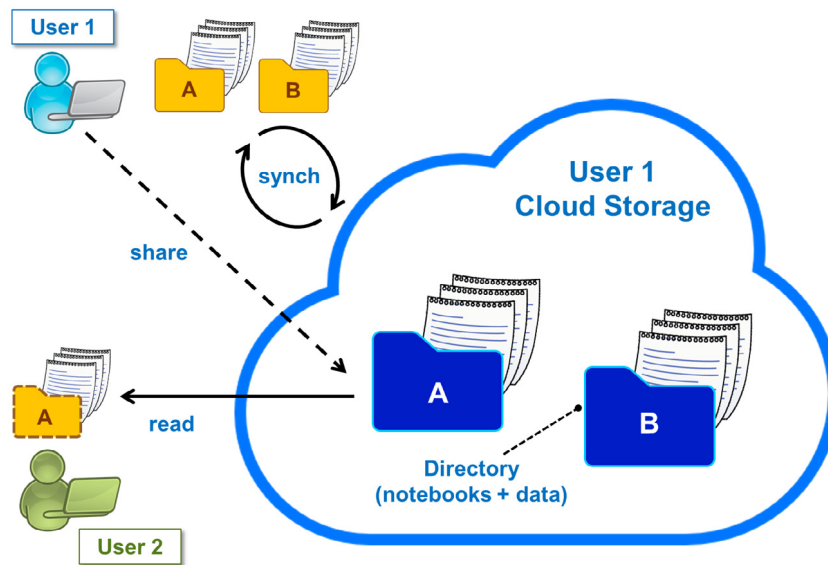 User 1
A
B
synch
User 1
Cloud Storage
share
A
B
A
read
Directory
(notebooks + data)
User 2